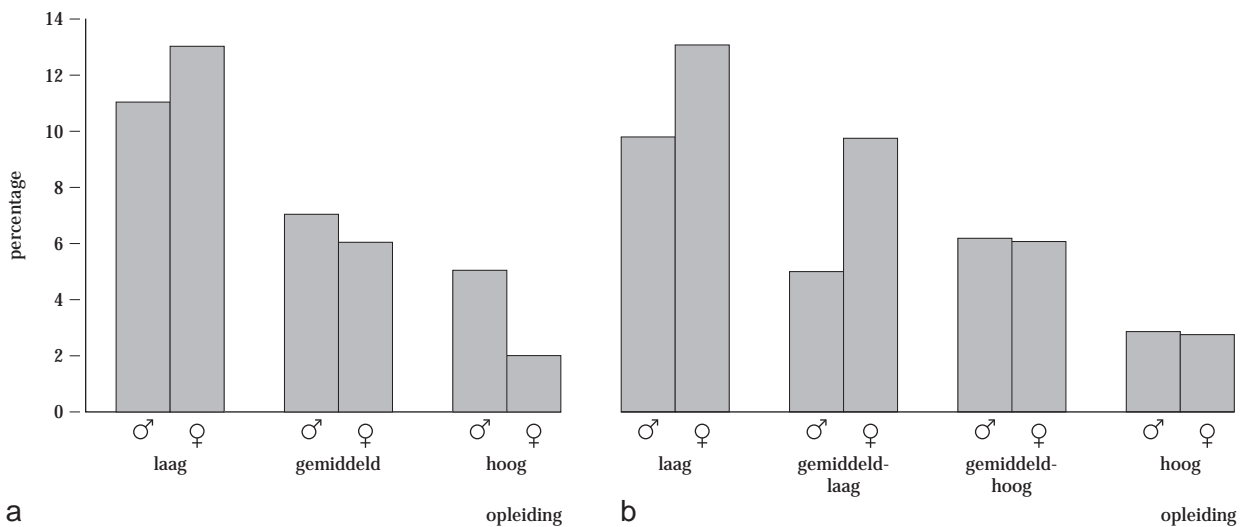 14
12
10
8
6
4
2
0
percentage
♂ ♀ ♂ ♀ ♂ ♀
laag gemiddeld hoog
a opleiding
♂ ♀ ♂ ♀ ♂ ♀ ♂ ♀
laag gemiddeld- gemiddeld- hoog
laag hoog
b opleiding